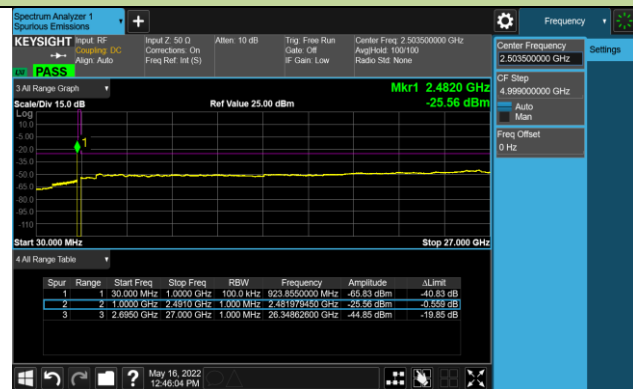 Spectrum Analyzer 1
Spurious Emissions
Frequency
KEYSIGHT Input: RF Input Z: 50 Ω Atten: 10 dB Trig: Free Run Center Freq: 2.503500000 GHz
Coupling: DC Corrections: On Gate: Off Avg|Hold: 100/100
Align: Auto Freq Ref: Int (S) IF Gain: Low Radio Std: None
PASS
Center Frequency
2.503500000 GHz
Settings
CF Step
4.999000000 GHz
Auto
Man
Freq Offset
0 Hz
3 All Range Graph
Mkr1 2.4820 GHz
Scale/Div 15.0 dB Ref Value 25.00 dBm -25.56 dBm
Log
10.0
-5.00
1
-20.0
-35.0
-50.0
-65.0
-80.0
-95.0
-110
Start 30.000 MHz Stop 27.000 GHz
4 All Range Table
Spur Range Start Freq Stop Freq RBW Frequency Amplitude ΔLimit
1 1 30.000 MHz 1.0000 GHz 100.0 kHz 923.8550000 MHz -65.83 dBm -40.83 dB
2 2 1.0000 GHz 2.4910 GHz 1.000 MHz 2.481979450 GHz -25.56 dBm -0.559 dB
3 3 2.6950 GHz 27.000 GHz 1.000 MHz 26.34862600 GHz -44.85 dBm -19.85 dB
?
May 16, 2022
12:46:04 PM